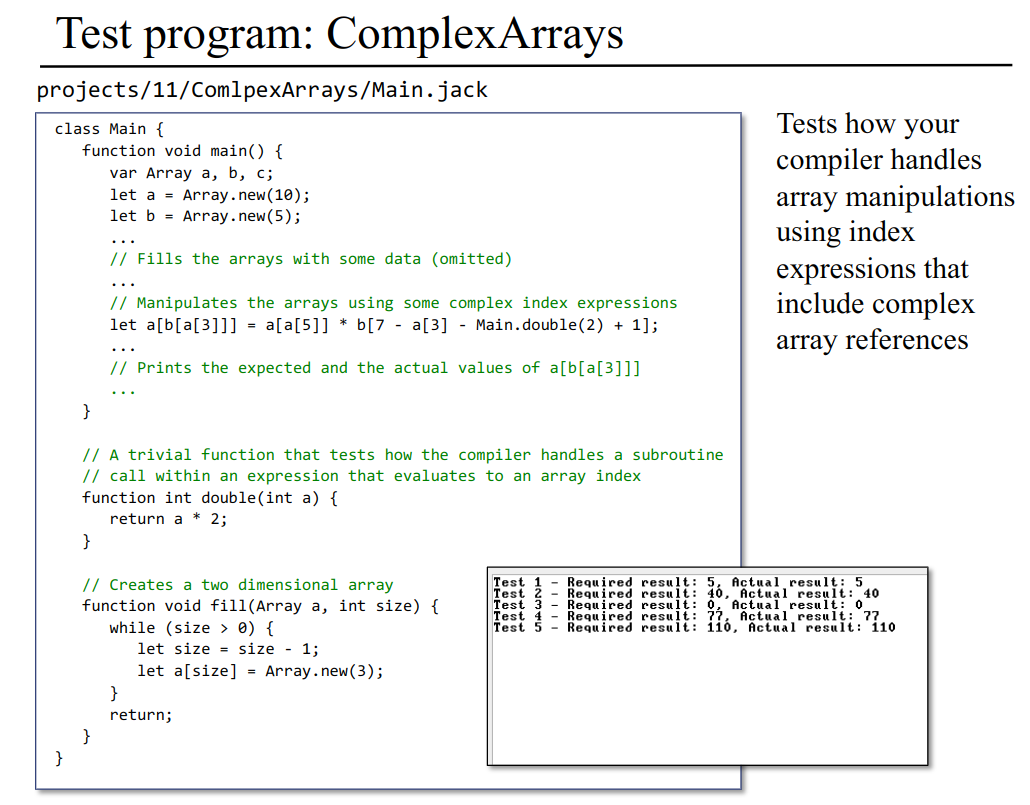 Test program: ComplexArrays
projects/11/ComlpexArrays/Main.jack
class Main {
function void main() {
var Array a, b, c;
let a = Array.new(10);
let b = Array.new(5);
...
// Fills the arrays with some data (omitted)
...
// Manipulates the arrays using some complex index expressions
let a[b[a[3]]] = a[a[5]] * b[7 - a[3] - Main.double(2) + 1];
...
// Prints the expected and the actual values of a[b[a[3]]]
...
}
// A trivial function that tests how the compiler handles a subroutine
// call within an expression that evaluates to an array index
function int double(int a) {
return a * 2;
}
// Creates a two dimensional array
function void fill(Array a, int size) {
while (size > 0) {
let size = size - 1;
let a[size] = Array.new(3);
}
return;
}
}
Tests how your
compiler handles
array manipulations
using index
expressions that
include complex
array references
Test 1 - Required result: 5, Actual result: 5
Test 2 - Required result: 40, Actual result: 40
Test 3 - Required result: 0, Actual result: 0
Test 4 - Required result: 77, Actual result: 77
Test 5 - Required result: 110, Actual result: 110